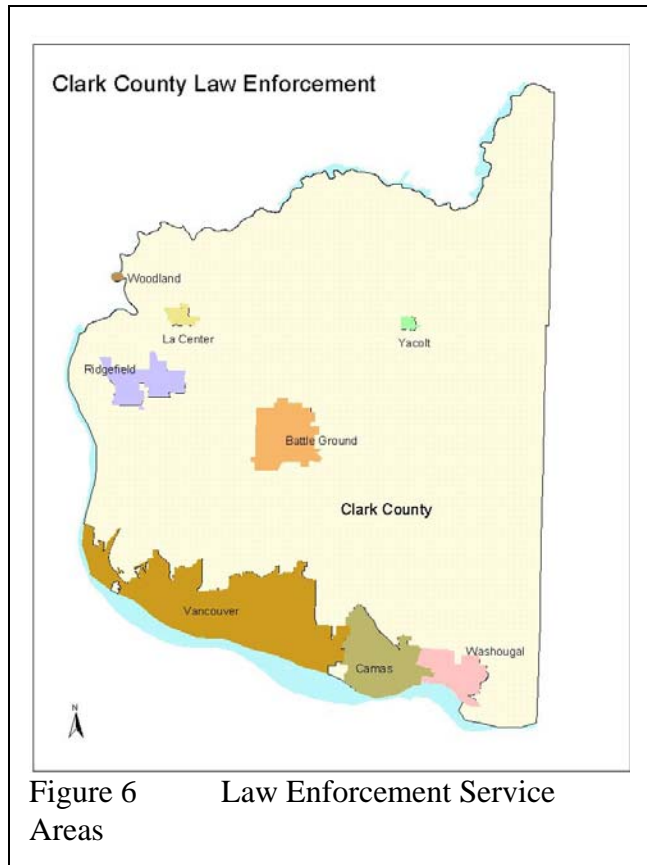 Clark County Law Enforcement
Woodland
La Center
Yacolt
Ridgefield
Battle Ground
Clark County
Vancouver
Washougal
Camas
N
Figure 6 Law Enforcement Service
Areas